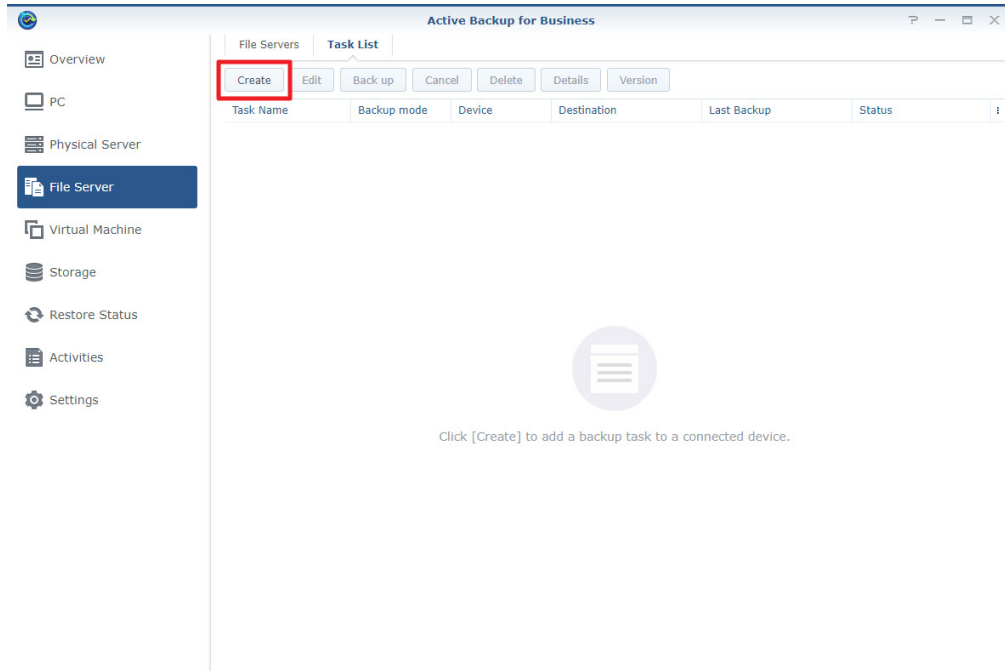 Active Backup for Business
Overview
PC
Physical Server
File Server
Virtual Machine
Storage
Restore Status
Activities
Settings
File Servers Task List
Create Edit Back up Cancel Delete Details Version
Task Name Backup mode Device Destination Last Backup Status
Click [Create] to add a backup task to a connected device.